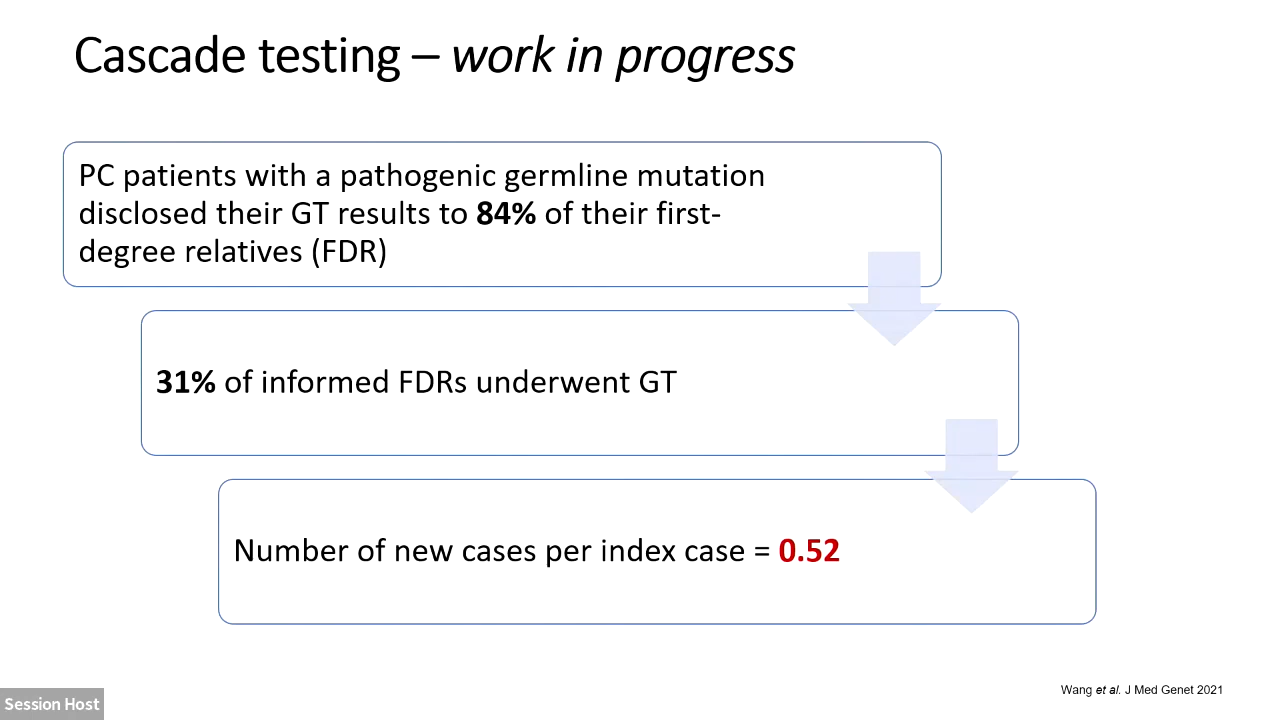 Cascade testing – work in progress
PC patients with a pathogenic germline mutation
disclosed their GT results to 84% of their first-
degree relatives (FDR)
31% of informed FDRs underwent GT
Number of new cases per index case = 0.52
Wang et al. J Med Genet 2021
Session Host